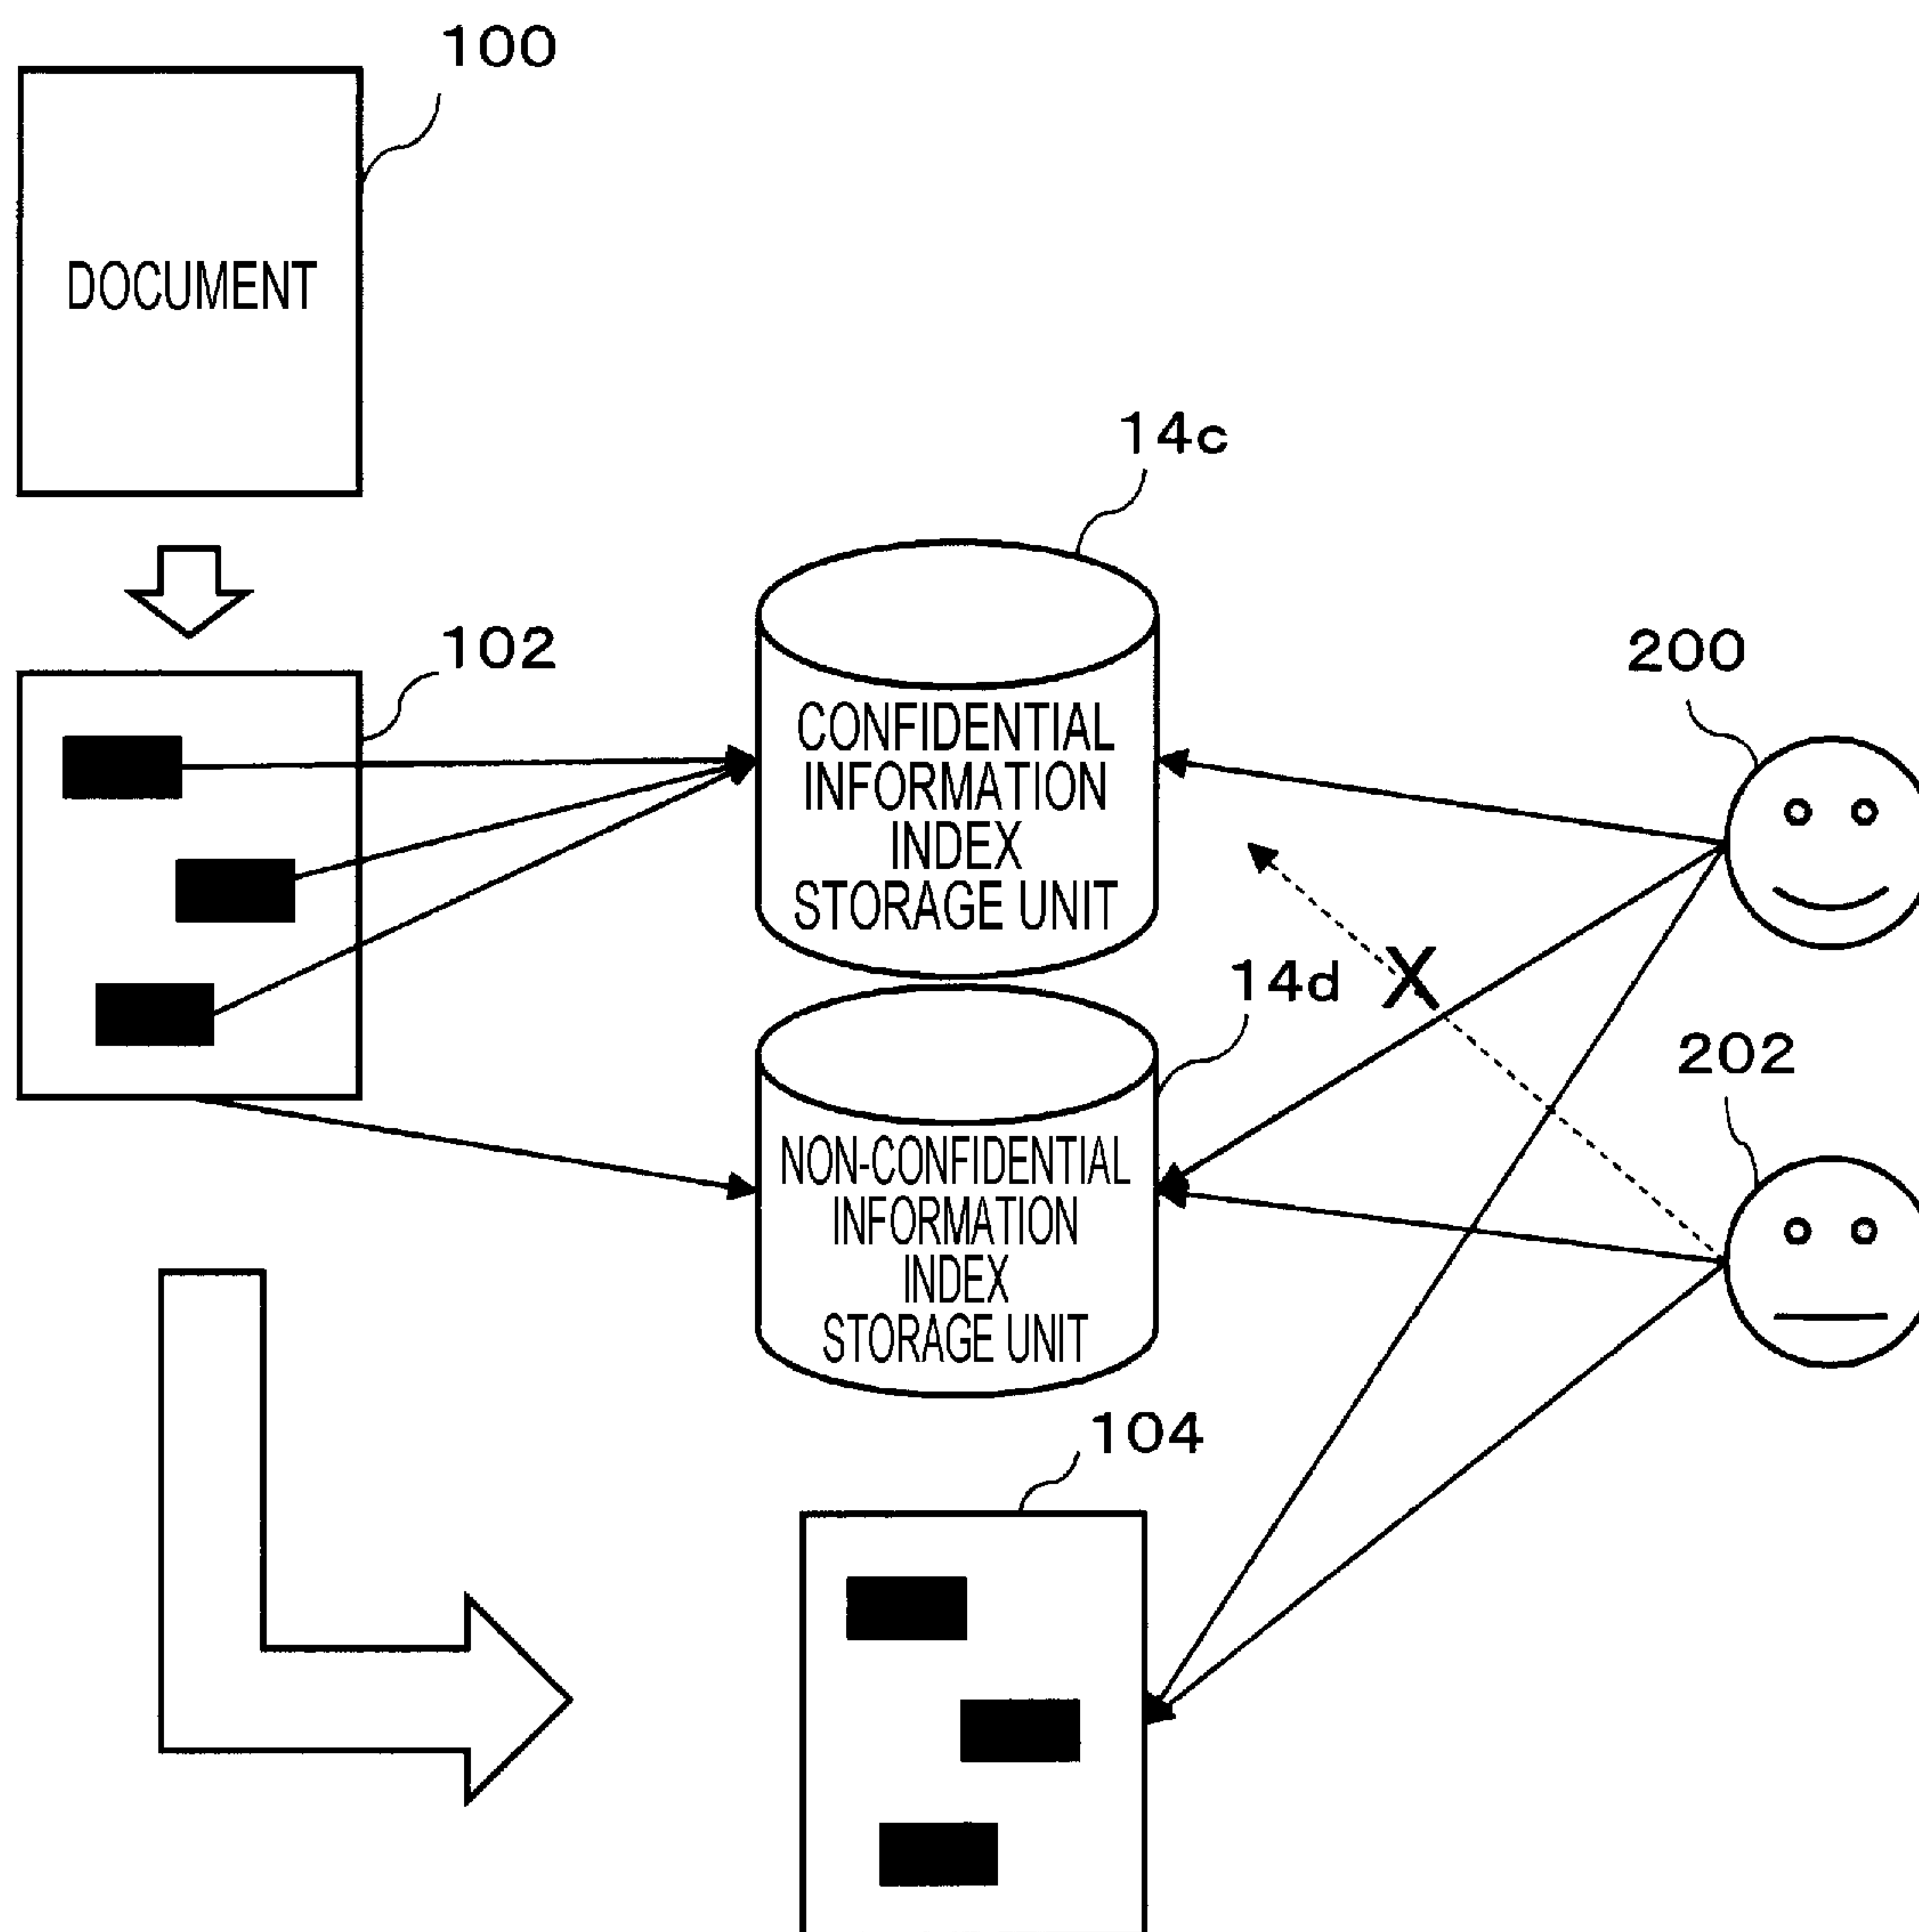 100
DOCUMENT
14c
102
200
CONFIDENTIAL
INFORMATION
INDEX
STORAGE UNIT
14d
X
202
NON-CONFIDENTIAL
INFORMATION
INDEX
STORAGE UNIT
104